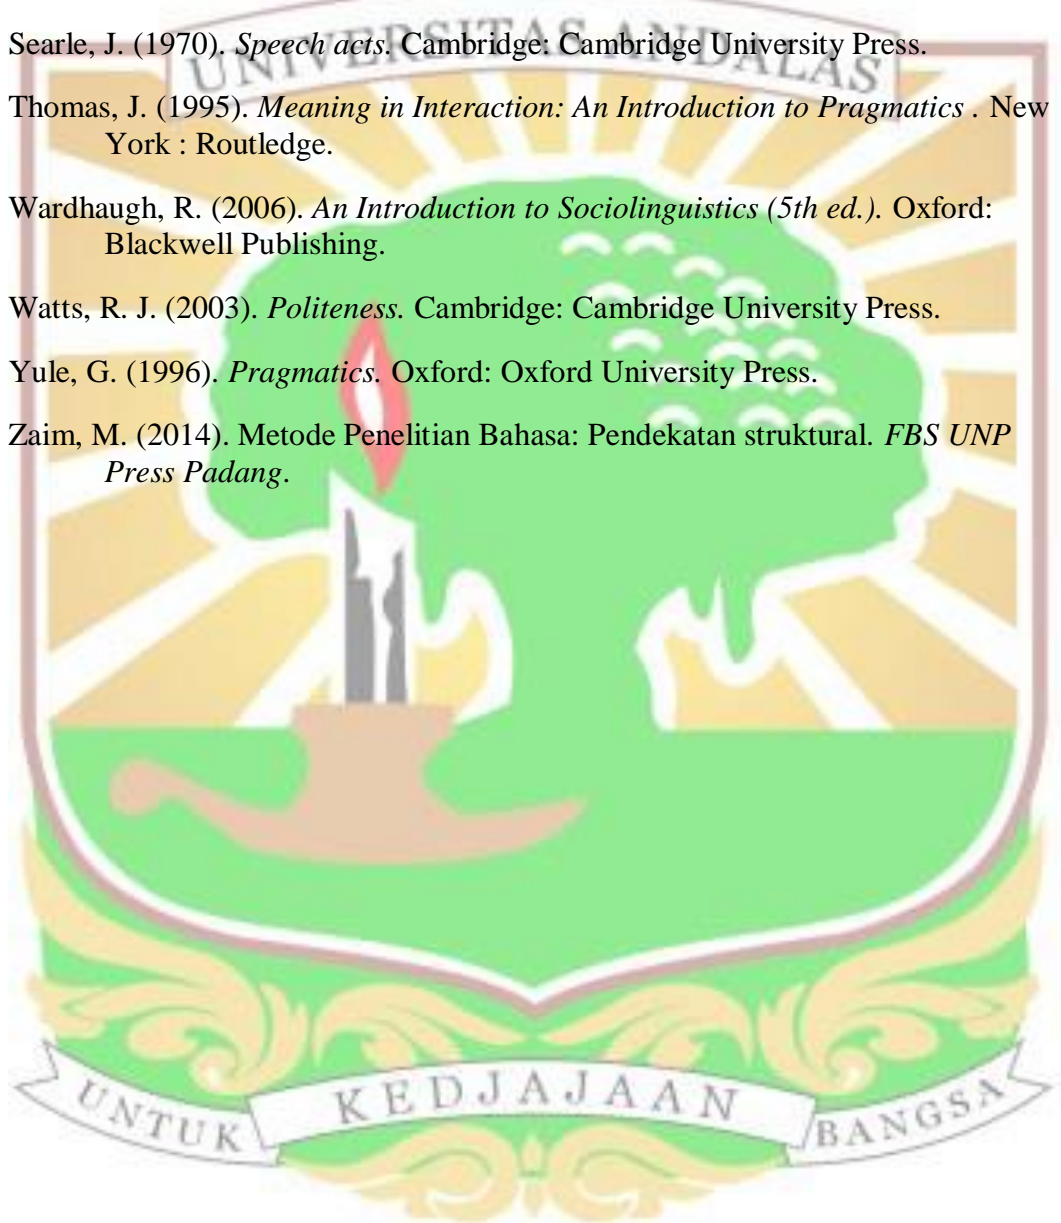 UNIVERSITAS ANDALAS
Searle, J. (1970). Speech acts. Cambridge: Cambridge University Press.
Thomas, J. (1995). Meaning in Interaction: An Introduction to Pragmatics . New
York : Routledge.
Wardhaugh, R. (2006). An Introduction to Sociolinguistics (5th ed.). Oxford:
Blackwell Publishing.
Watts, R. J. (2003). Politeness. Cambridge: Cambridge University Press.
Yule, G. (1996). Pragmatics. Oxford: Oxford University Press.
Zaim, M. (2014). Metode Penelitian Bahasa: Pendekatan struktural. FBS UNP
Press Padang.
UNTUK KEDJAJAAN BANGSA